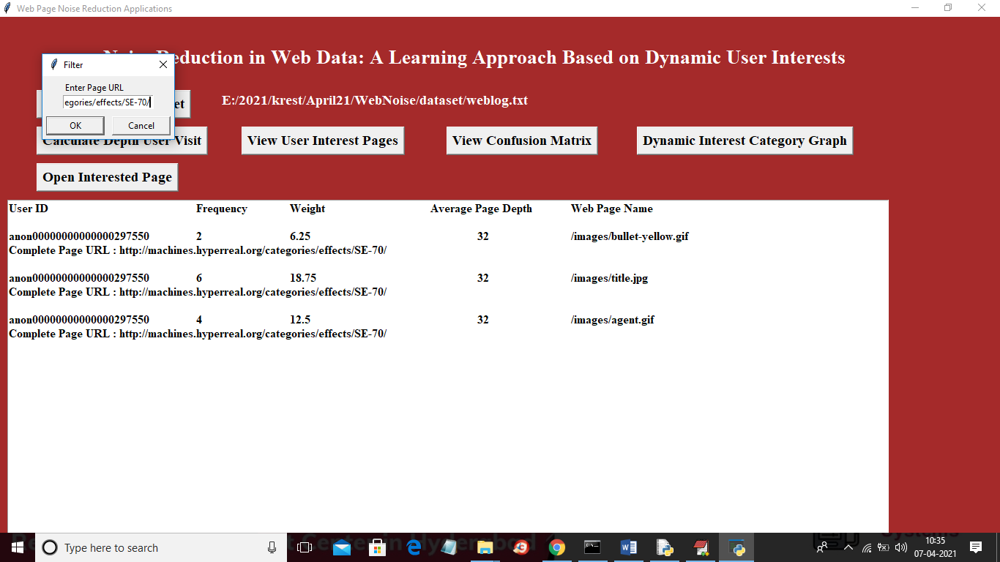 Web Page Noise Reduction Applications
Reduction in Web Data: A Learning Approach Based on Dynamic User Interests
Filter
Enter Page URL
egories/effects/SE-70/
OK Cancel
et
E:/2021/krest/April21/WebNoise/dataset/weblog.txt
Calculate Depth User Visit View User Interest Pages View Confusion Matrix Dynamic Interest Category Graph
Open Interested Page
User ID Frequency Weight Average Page Depth Web Page Name
anon00000000000000297550 2 6.25 32 /images/bullet-yellow.gif
Complete Page URL : http://machines.hyperreal.org/categories/effects/SE-70/
anon00000000000000297550 6 18.75 32 /images/title.jpg
Complete Page URL : http://machines.hyperreal.org/categories/effects/SE-70/
anon00000000000000297550 4 12.5 32 /images/agent.gif
Complete Page URL : http://machines.hyperreal.org/categories/effects/SE-70/
Type here to search
Systems
10:35
07-04-2021